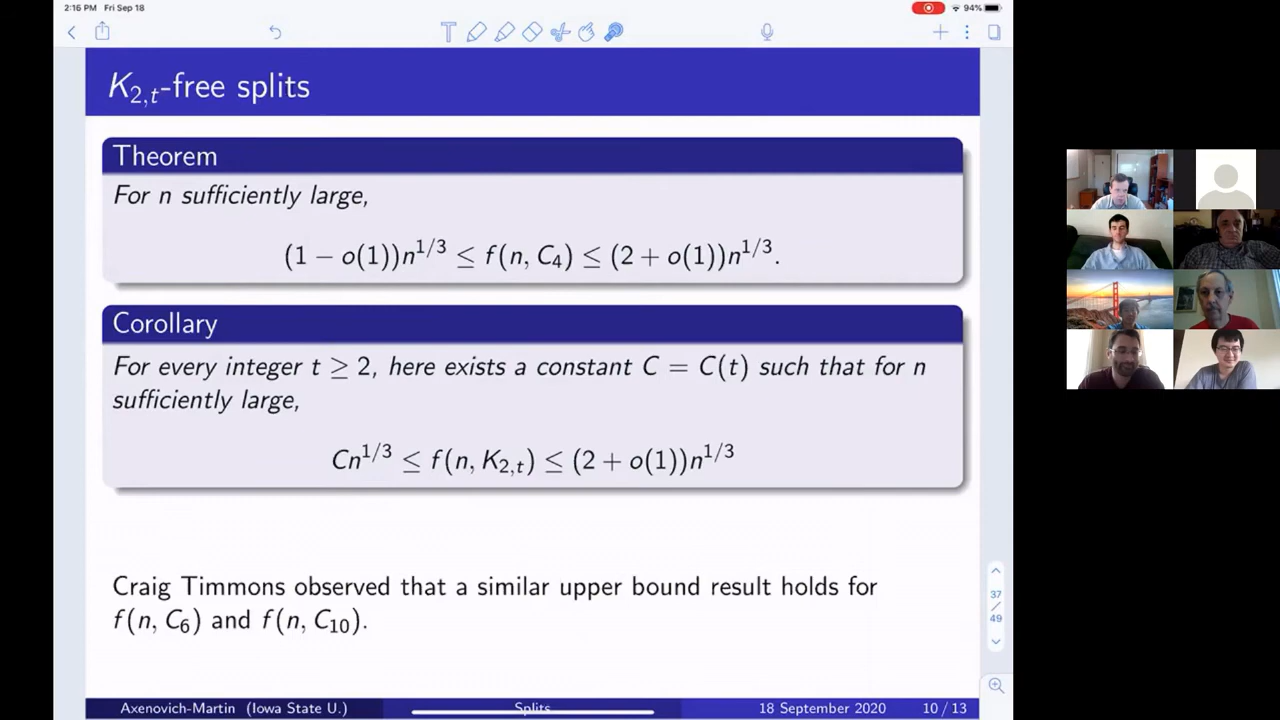 2:16 PM Fri Sep 18
94%
K2,t-free splits
Theorem
For n sufficiently large,
(1 − o(1))n^{1/3} ≤ f(n, C₄) ≤ (2 + o(1))n^{1/3}.
Corollary
For every integer t ≥ 2, here exists a constant C = C(t) such that for n
sufficiently large,
Cn^{1/3} ≤ f(n, K_{2,t}) ≤ (2 + o(1))n^{1/3}
Craig Timmons observed that a similar upper bound result holds for
f(n, C₆) and f(n, C₁₀).
37
/
49
Axenovich-Martin (Iowa State U.) Splits 18 September 2020 10 / 13